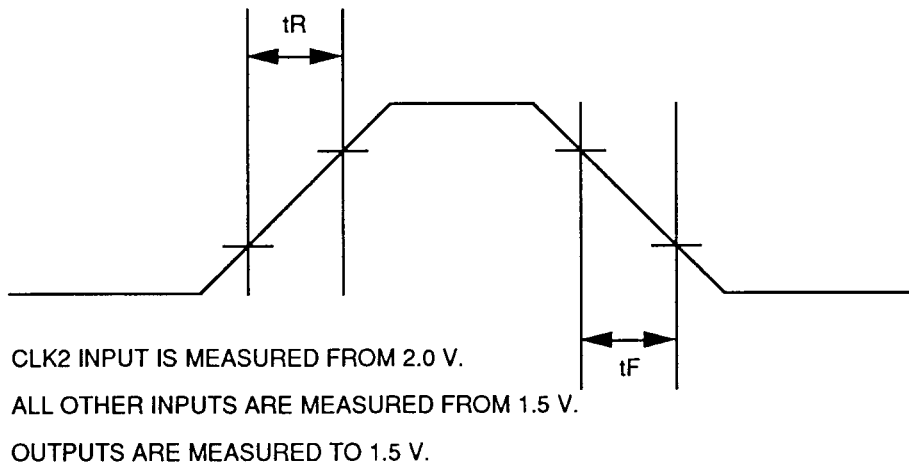 tR
tF
CLK2 INPUT IS MEASURED FROM 2.0 V.
ALL OTHER INPUTS ARE MEASURED FROM 1.5 V.
OUTPUTS ARE MEASURED TO 1.5 V.